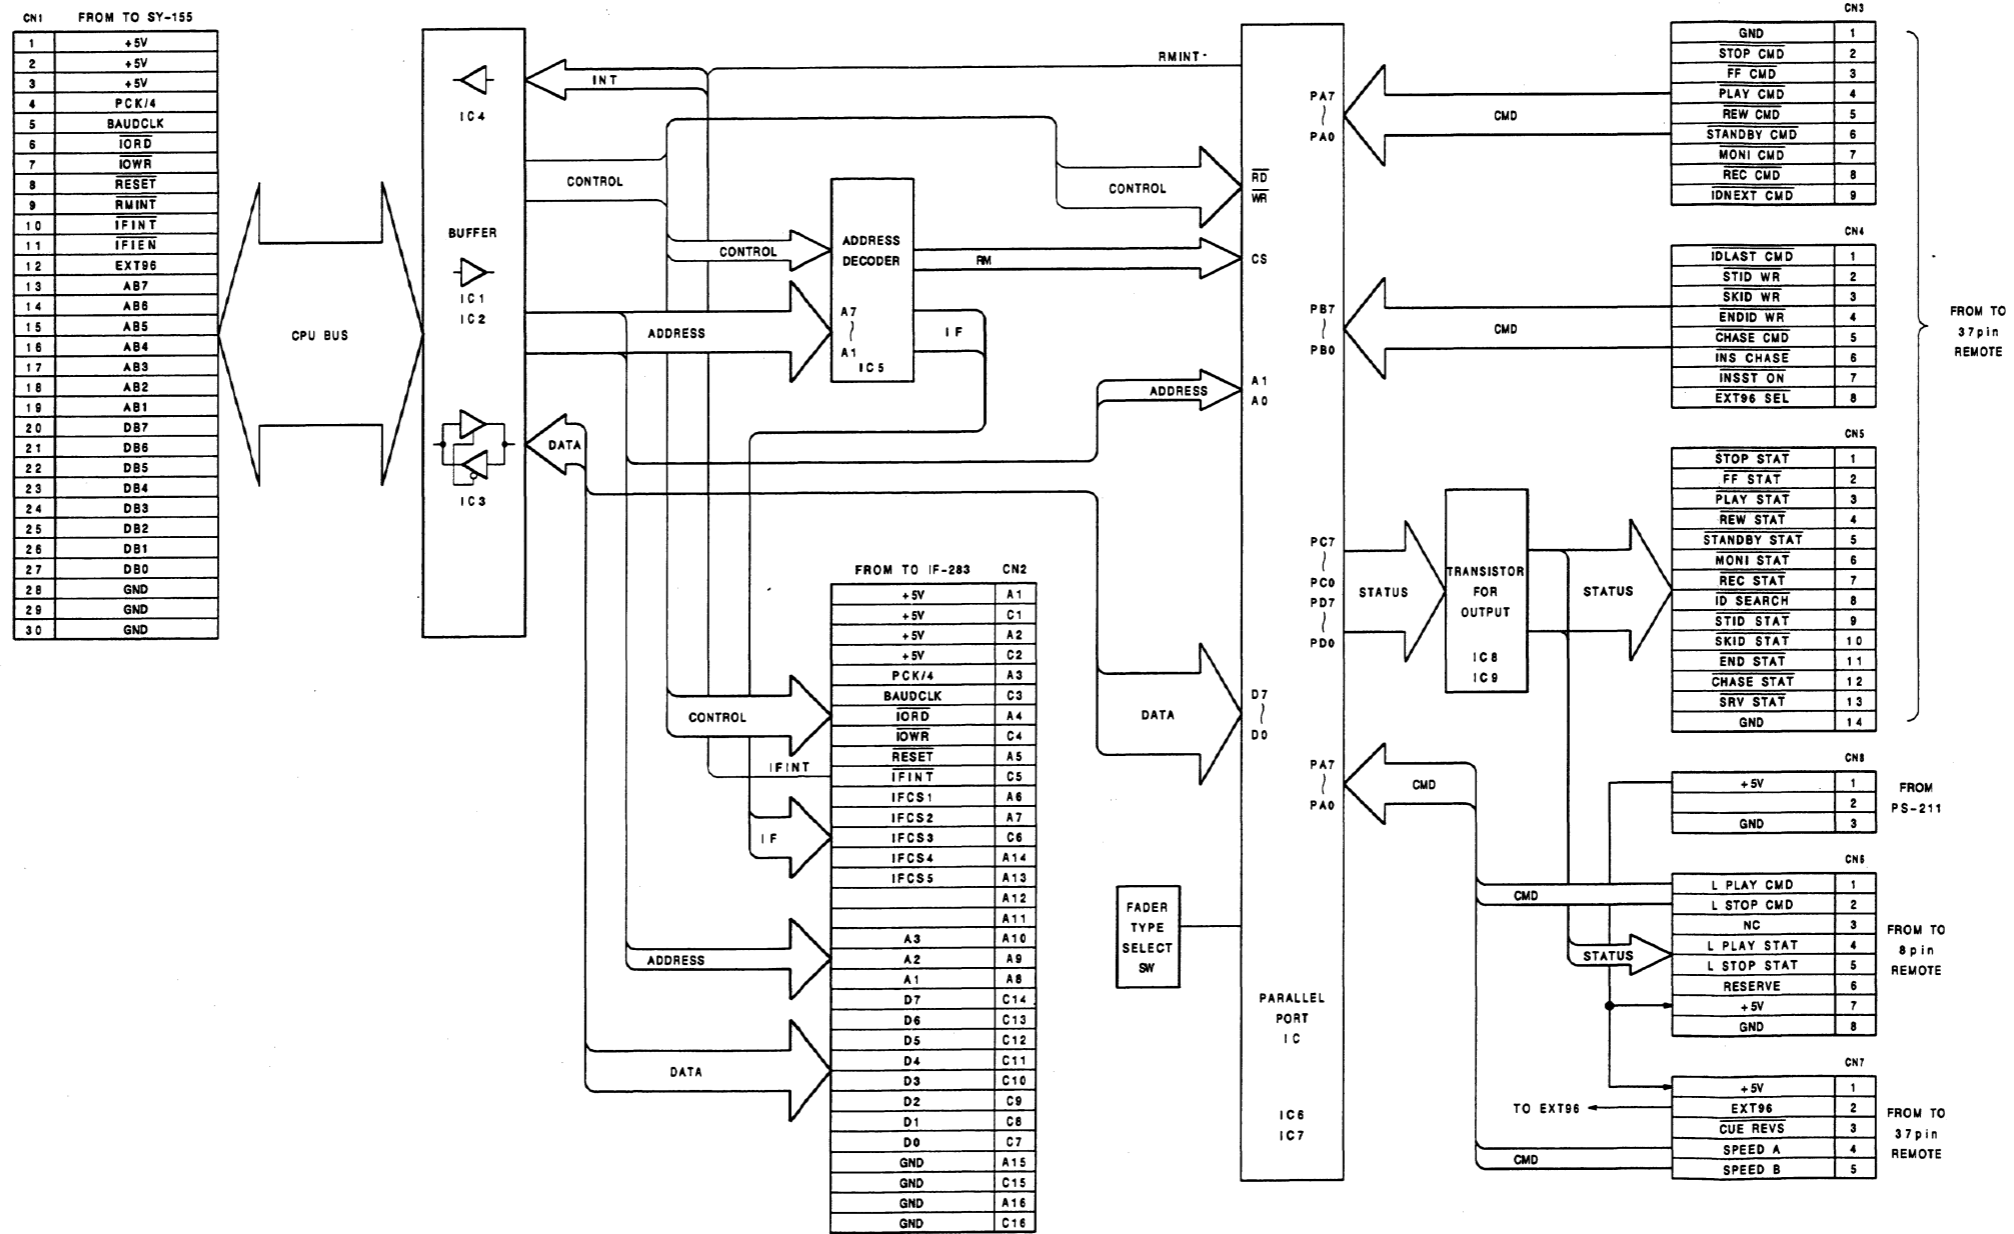 CN1 FROM TO SY-155
1 +5V
2 +5V
3 +5V
4 PCK/4
5 BAUDCLK
6 IORD
7 IOWR
8 RESET
9 RMINT
10 IFINT
11 IFIEN
12 EXT96
13 AB7
14 AB6
15 AB5
16 AB4
17 AB3
18 AB2
19 AB1
20 DB7
21 DB6
22 DB5
23 DB4
24 DB3
25 DB2
26 DB1
27 DB0
28 GND
29 GND
30 GND
CPU BUS
IC4
BUFFER
IC1
IC2
IC3
INT
RMINT
CONTROL
CONTROL
CONTROL
ADDRESS
DECODER
A7
A1
IC5
RM
IF
ADDRESS
ADDRESS
DATA
FROM TO IF-283 CN2
+5V A1
+5V C1
+5V A2
+5V C2
PCK/4 A3
BAUDCLK C3
IORD A4
IOWR C4
RESET A5
IFINT C5
IFCS1 A6
IFCS2 A7
IFCS3 C6
IFCS4 A14
IFCS5 A13
A12
A11
A3 A10
A2 A9
A1 A8
D7 C14
D6 C13
D5 C12
D4 C11
D3 C10
D2 C9
D1 C8
D0 C7
GND A15
GND C15
GND A16
GND C16
CONTROL
IFINT
IF
ADDRESS
DATA
DATA
FADER
TYPE
SELECT
SW
RD
WR
CS
A1
A0
D7
D0
PA7
PA0
PB7
PB0
PC7
PC0
PD7
PD0
PA7
PA0
PARALLEL
PORT
IC
IC6
IC7
CMD
CMD
STATUS
TRANSISTOR
FOR
OUTPUT
IC8
IC9
STATUS
CMD
CMD
STATUS
TO EXT96
CMD
CN3
GND 1
STOP CMD 2
FF CMD 3
PLAY CMD 4
REW CMD 5
STANDBY CMD 6
MONI CMD 7
REC CMD 8
IDNEXT CMD 9
CN4
IDLAST CMD 1
STID WR 2
SKID WR 3
ENDID WR 4
CHASE CMD 5
INS CHASE 6
INSST ON 7
EXT96 SEL 8
FROM TO
37pin
REMOTE
CN5
STOP STAT 1
FF STAT 2
PLAY STAT 3
REW STAT 4
STANDBY STAT 5
MONI STAT 6
REC STAT 7
ID SEARCH 8
STID STAT 9
SKID STAT 10
END STAT 11
CHASE STAT 12
SRV STAT 13
GND 14
CN8
+5V 1
2
GND 3
FROM
PS-211
CN6
L PLAY CMD 1
L STOP CMD 2
NC 3
L PLAY STAT 4
L STOP STAT 5
RESERVE 6
+5V 7
GND 8
FROM TO
8pin
REMOTE
CN7
+5V 1
EXT96 2
CUE REVS 3
SPEED A 4
SPEED B 5
FROM TO
37pin
REMOTE